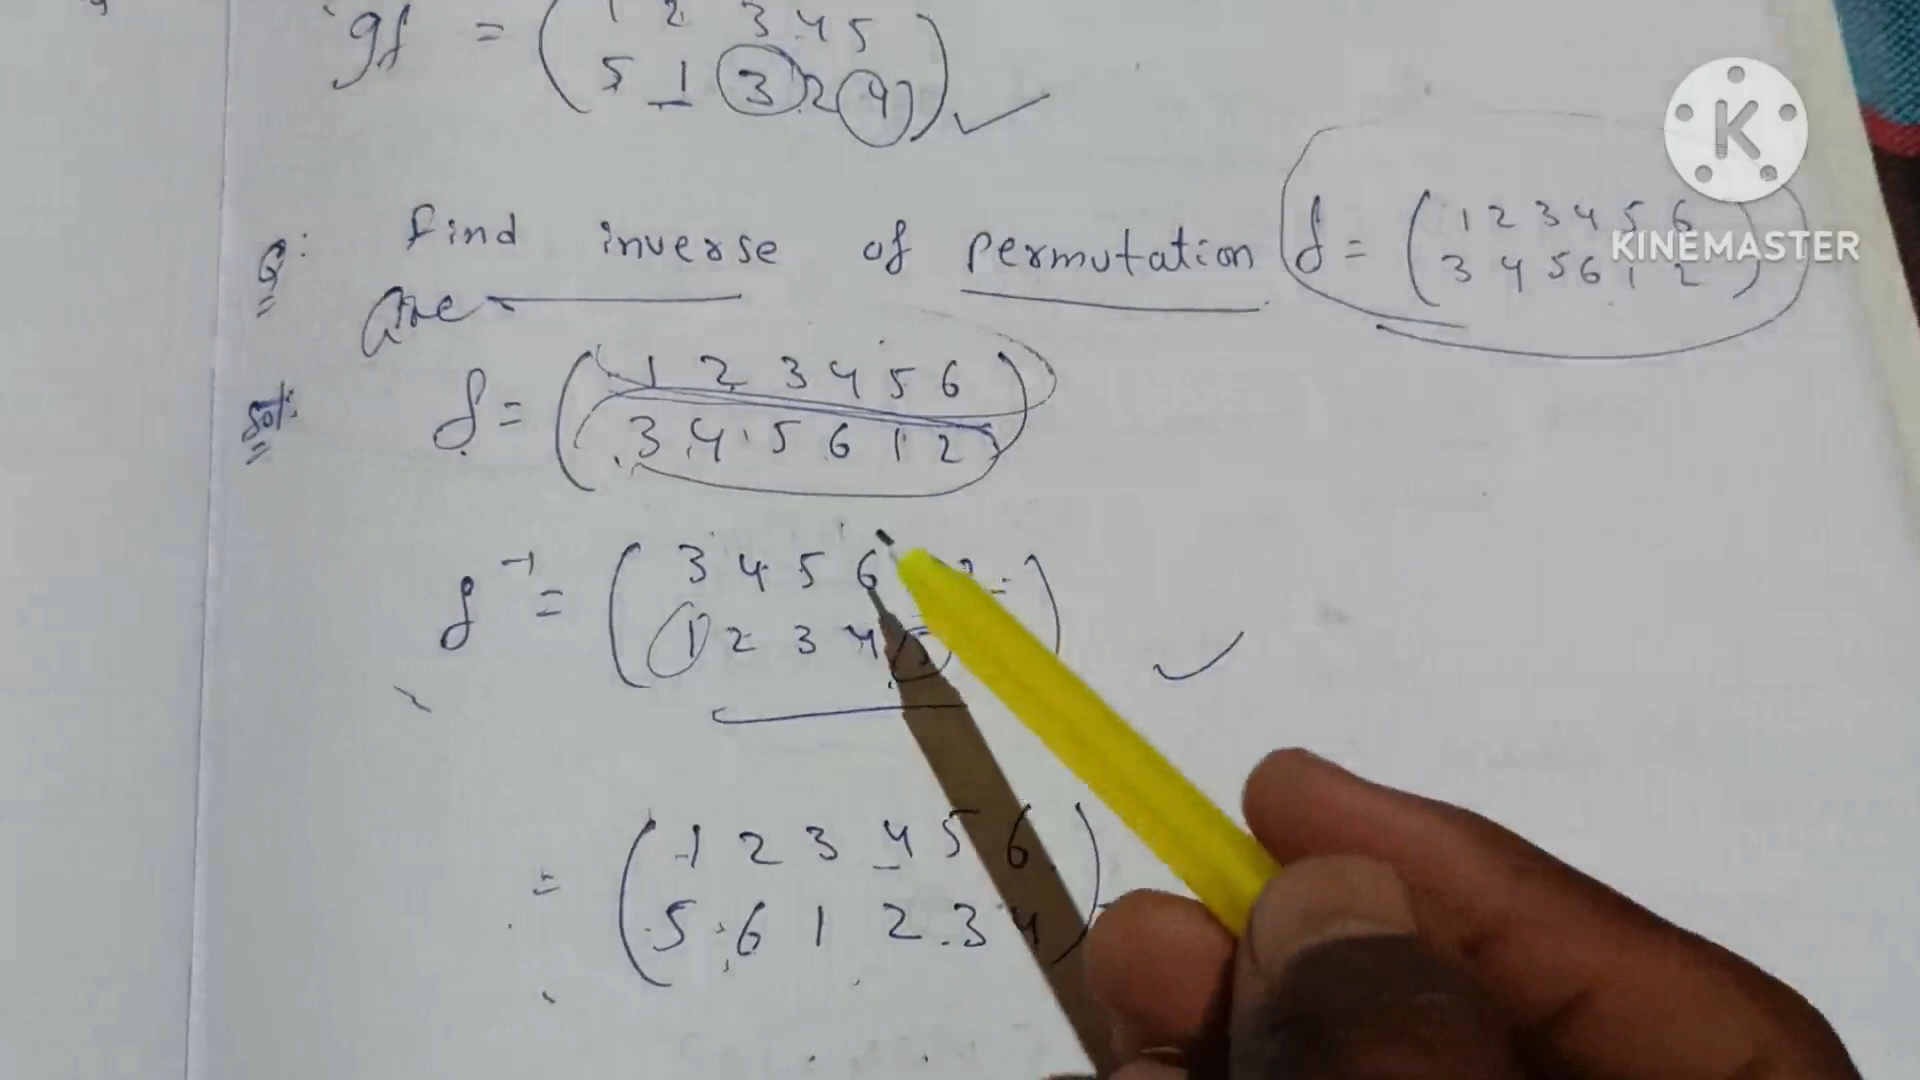 gf = ( 1 2 3 4 5
5 1 3 2 4 )
K
Q: Find inverse of permutation f = ( 1 2 3 4 5 6
are 3 4 5 6 1 2 )
KINEMASTER
Sol: f = ( 1 2 3 4 5 6
3 4 5 6 1 2 )
f⁻¹ = ( 3 4 5 6 2
1 2 3 4 5 )
= ( 1 2 3 4 5 6
5 6 1 2 3 4 )